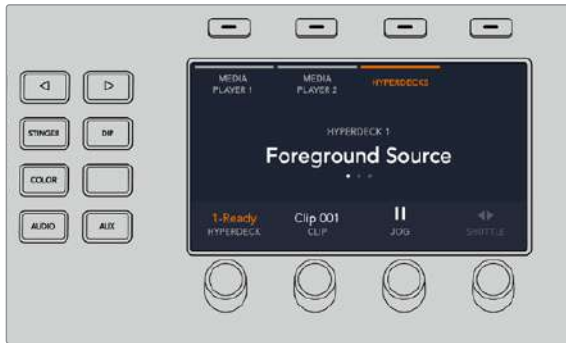 MEDIA PLAYER 1
MEDIA PLAYER 2
HYPERDECKS
STINGER
DIP
HYPERDECK 1
COLOR
Foreground Source
AUDIO
AUX
1-Ready
Clip 001
HYPERDECK
CLIP
JOG
SHUTTLE